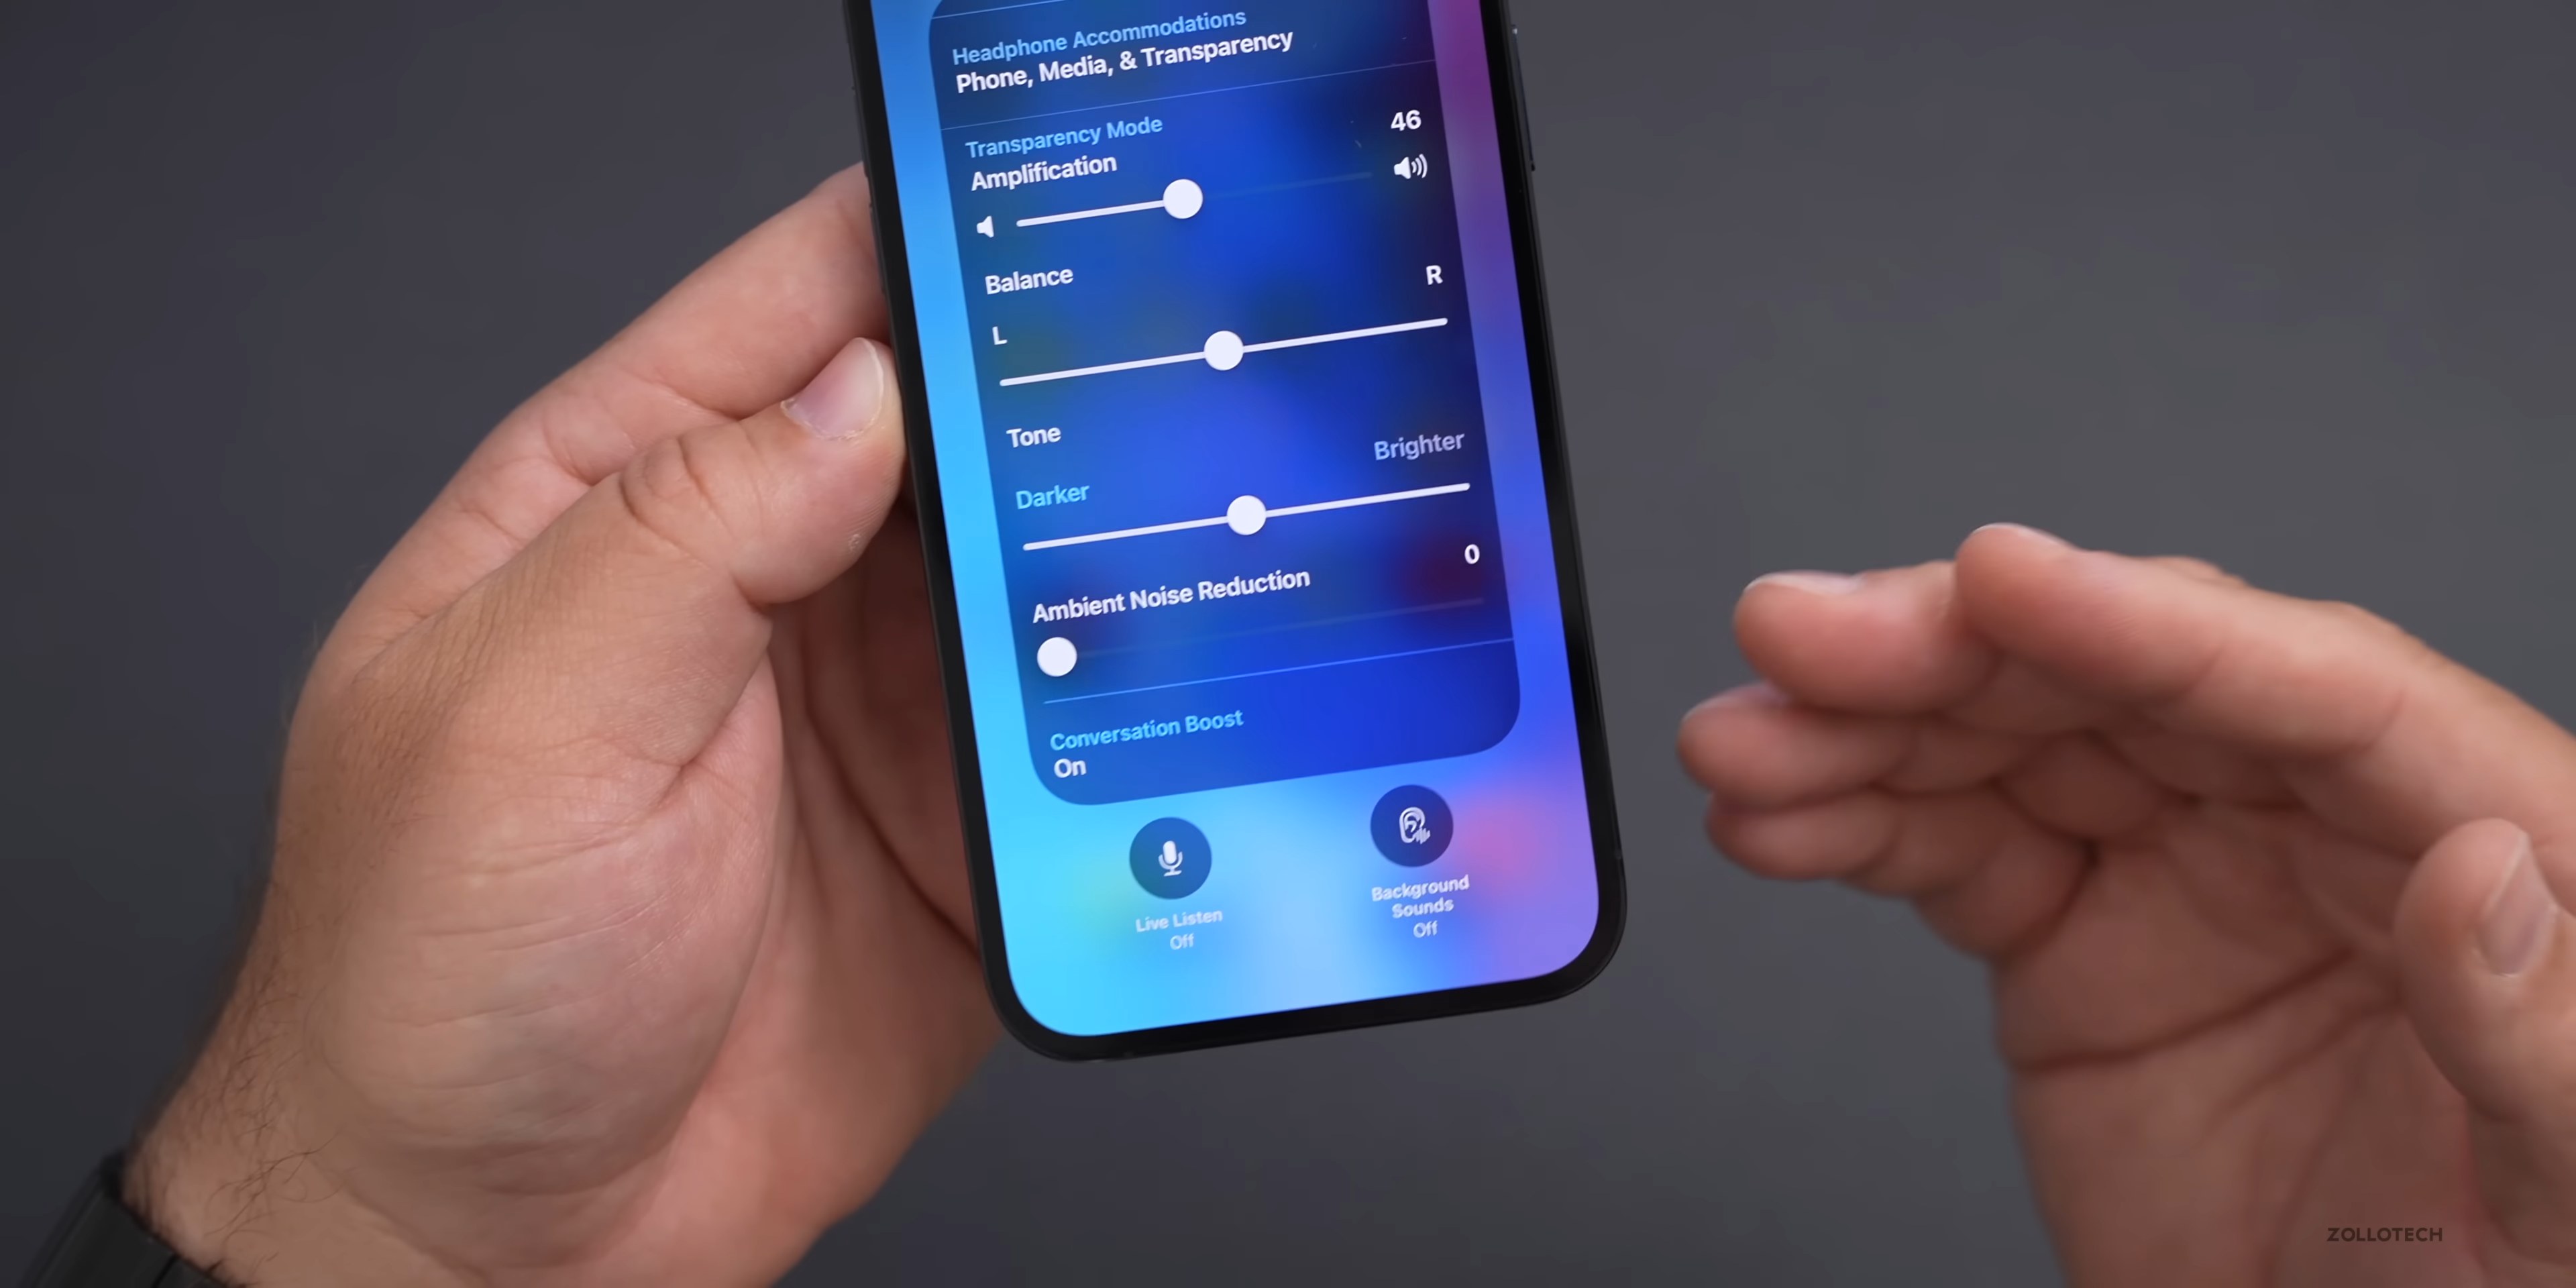 Headphone Accommodations
Phone, Media, & Transparency
Transparency Mode
46
Amplification
Balance
R
L
Tone
Brighter
Darker
0
Ambient Noise Reduction
Conversation Boost
On
Live Listen
Off
Background
Sounds
Off
ZOLLOTECH